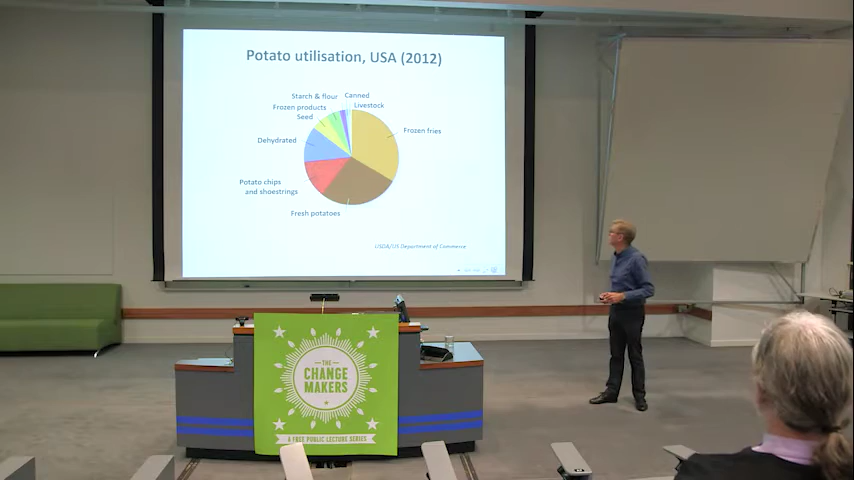 Potato utilisation, USA (2012)
Starch & flour
Canned
Frozen products
Livestock
Seed
Frozen fries
Dehydrated
Potato chips
and shoestrings
Fresh potatoes
USDA/US Department of Commerce
THE
CHANGE
MAKERS
A FREE PUBLIC LECTURE SERIES